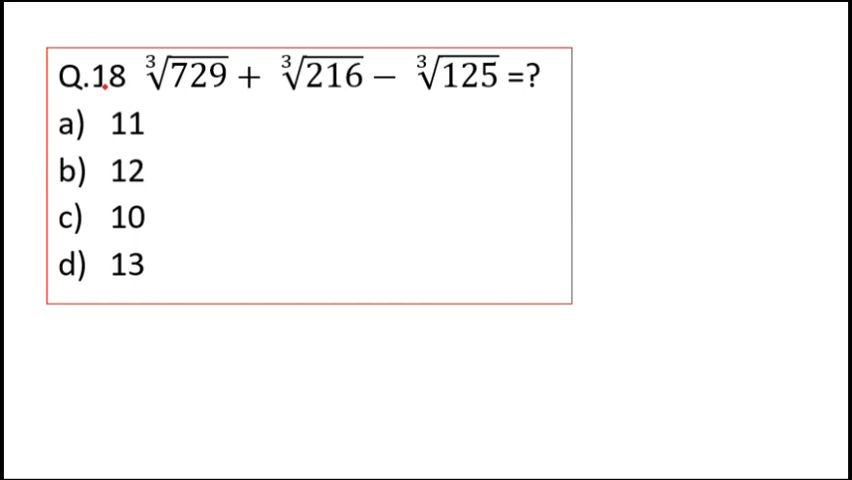 Q.18 ∛729 + ∛216 − ∛125 =?
a) 11
b) 12
c) 10
d) 13